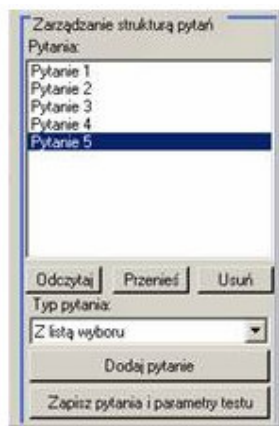 Zarządzanie strukturą pytań
Pytania:
Pytanie 1
Pytanie 2
Pytanie 3
Pytanie 4
Pytanie 5
Odczytaj Przenieś Usuń
Typ pytania:
Z listą wyboru
Dodaj pytanie
Zapisz pytania i parametry testu